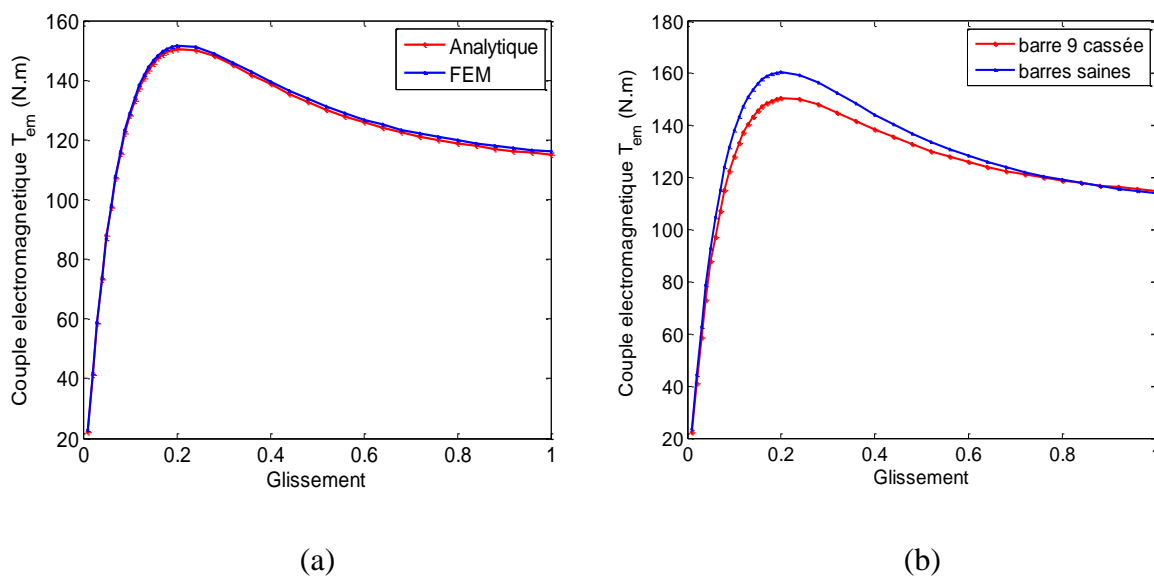 160
140
120
100
80
60
40
20
0
0.2
0.4
0.6
0.8
1
Glissement
Couple electromagnetique T_em (N.m)
Analytique
FEM
(a)
180
160
140
120
100
80
60
40
20
0
0.2
0.4
0.6
0.8
1
Glissement
Couple electromagnetique T_em (N.m)
barre 9 cassée
barres saines
(b)